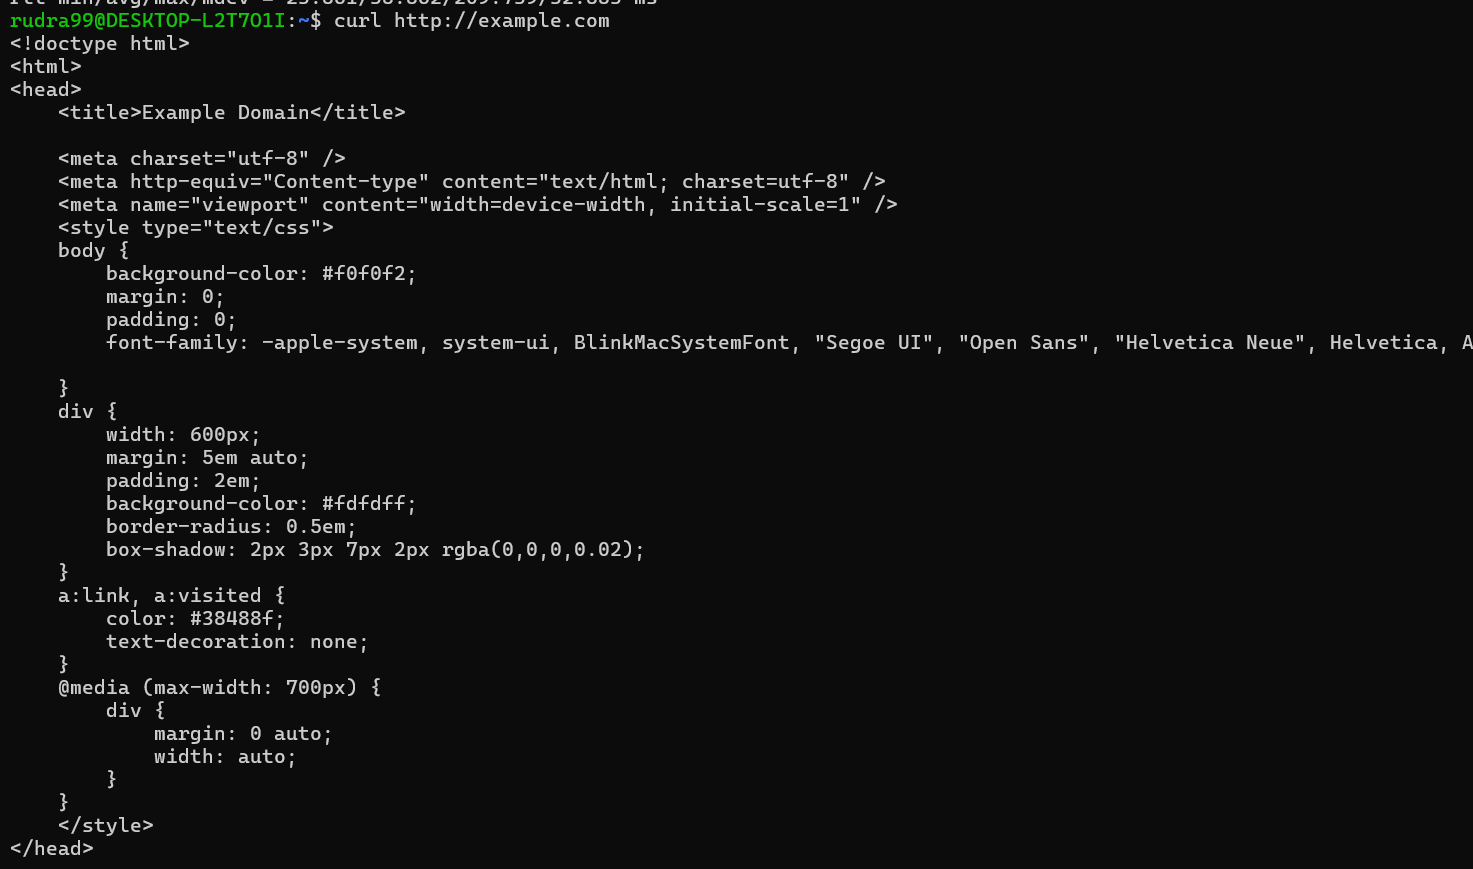 rudra99@DESKTOP-L2T7O1I:~$ curl http://example.com
<!doctype html>
<html>
<head>
    <title>Example Domain</title>

    <meta charset="utf-8" />
    <meta http-equiv="Content-type" content="text/html; charset=utf-8" />
    <meta name="viewport" content="width=device-width, initial-scale=1" />
    <style type="text/css">
    body {
        background-color: #f0f0f2;
        margin: 0;
        padding: 0;
        font-family: -apple-system, system-ui, BlinkMacSystemFont, "Segoe UI", "Open Sans", "Helvetica Neue", Helvetica, A

    }
    div {
        width: 600px;
        margin: 5em auto;
        padding: 2em;
        background-color: #fdfdff;
        border-radius: 0.5em;
        box-shadow: 2px 3px 7px 2px rgba(0,0,0,0.02);
    }
    a:link, a:visited {
        color: #38488f;
        text-decoration: none;
    }
    @media (max-width: 700px) {
        div {
            margin: 0 auto;
            width: auto;
        }
    }
    </style>
</head>